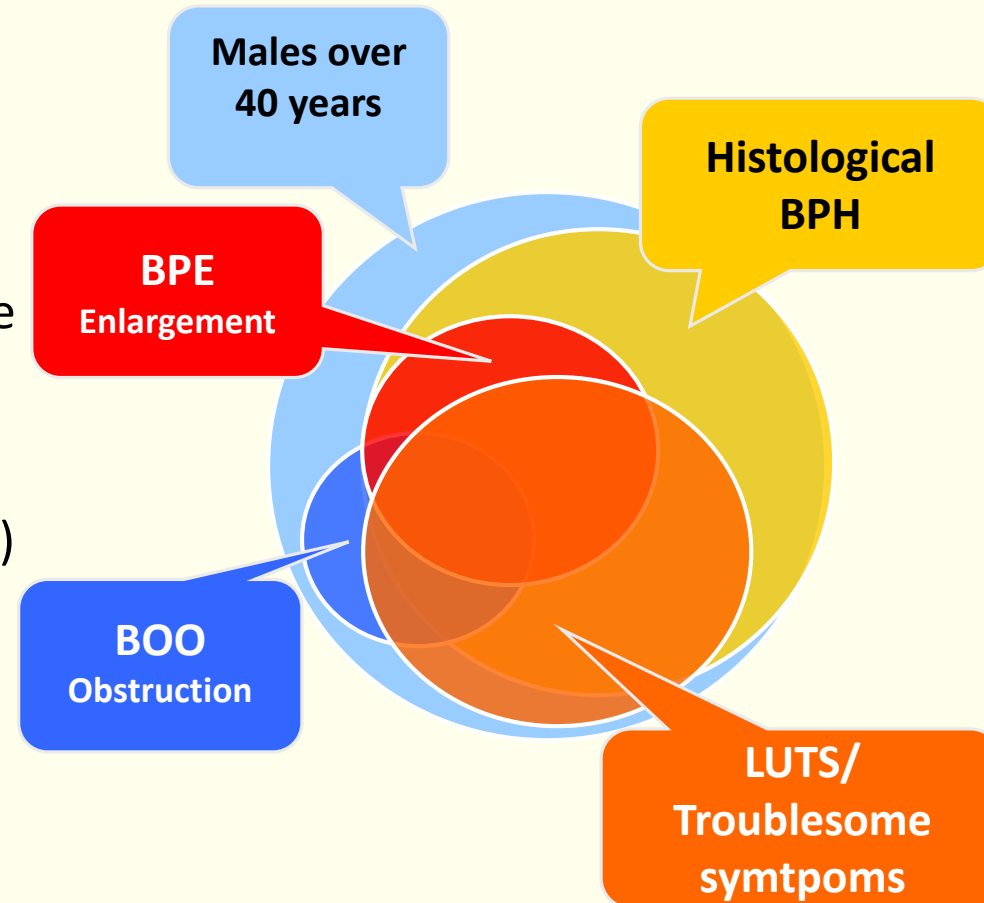 Males over
40 years
Histological
BPH
BPE
Enlargement
e
)
BOO
Obstruction
LUTS/
Troublesome
symtpoms